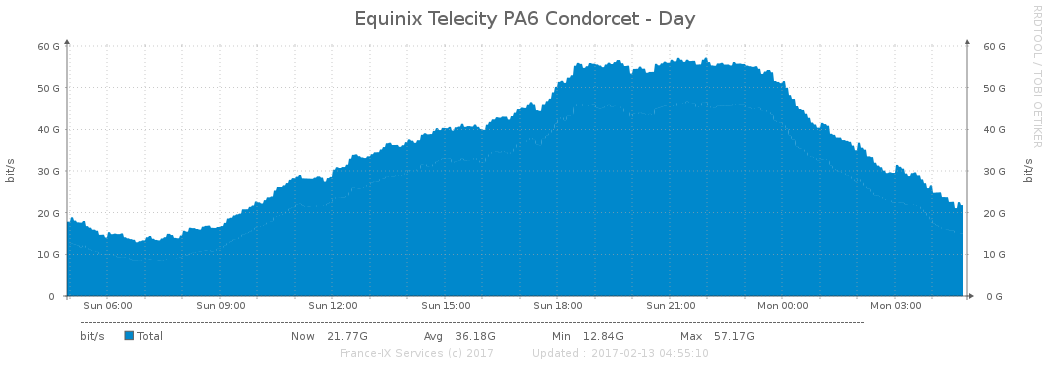 Equinix Telecity PA6 Condorcet - Day
RRDTOOL / TOBI OETIKER
60 G 60 G
50 G 50 G
40 G 40 G
30 G 30 G
20 G 20 G
10 G 10 G
0 0 G
bit/s bit/s
Sun 06:00 Sun 09:00 Sun 12:00 Sun 15:00 Sun 18:00 Sun 21:00 Mon 00:00 Mon 03:00
bit/s Total Now 21.77G Avg 36.18G Min 12.84G Max 57.17G
France-IX Services (c) 2017 Updated : 2017-02-13 04:55:10